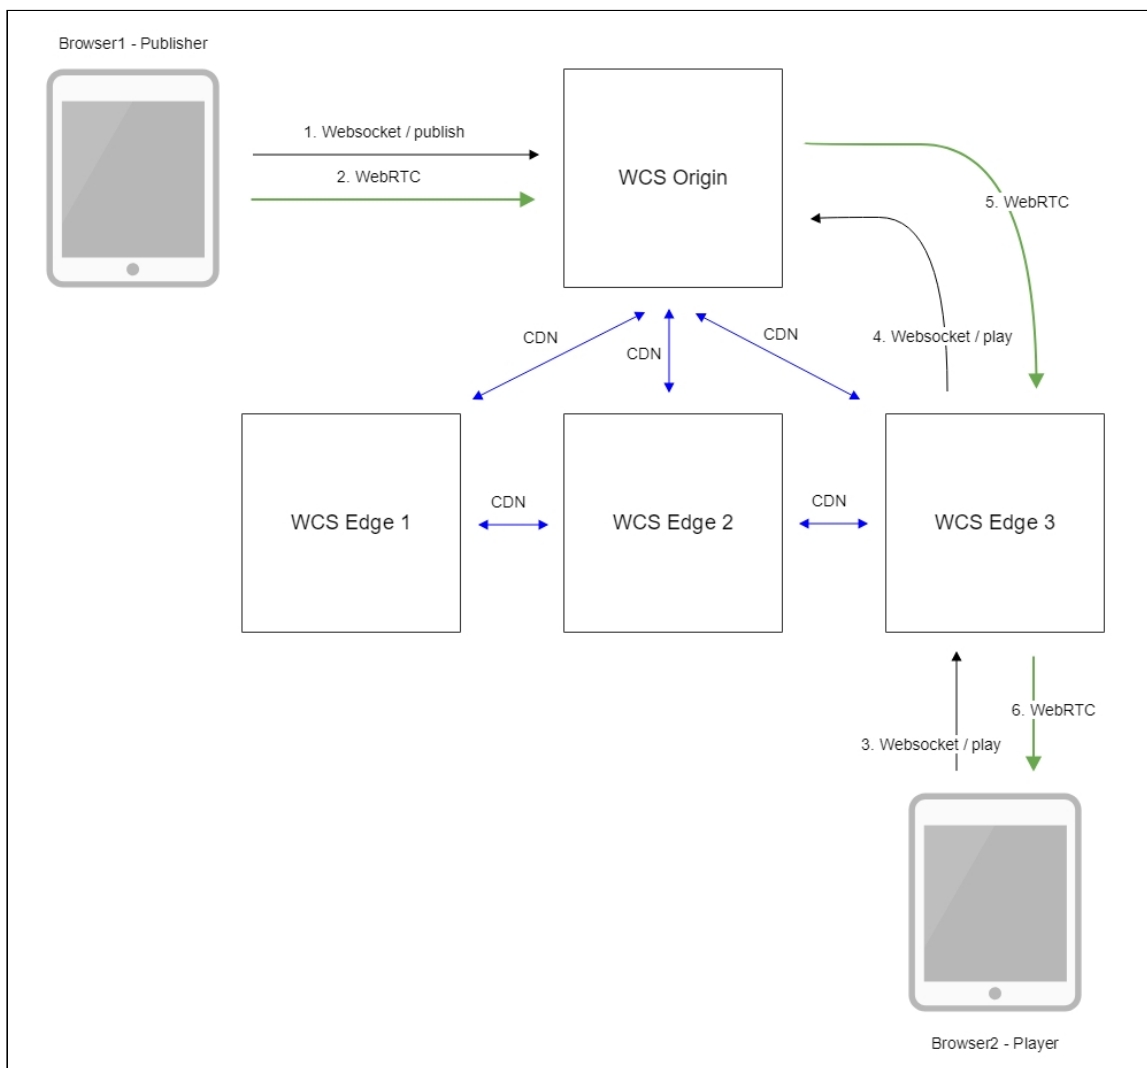 Browser1 - Publisher
1. Websocket / publish
2. WebRTC
WCS Origin
5. WebRTC
4. Websocket / play
CDN
CDN
CDN
WCS Edge 1
CDN
WCS Edge 2
CDN
WCS Edge 3
6. WebRTC
3. Websocket / play
Browser2 - Player